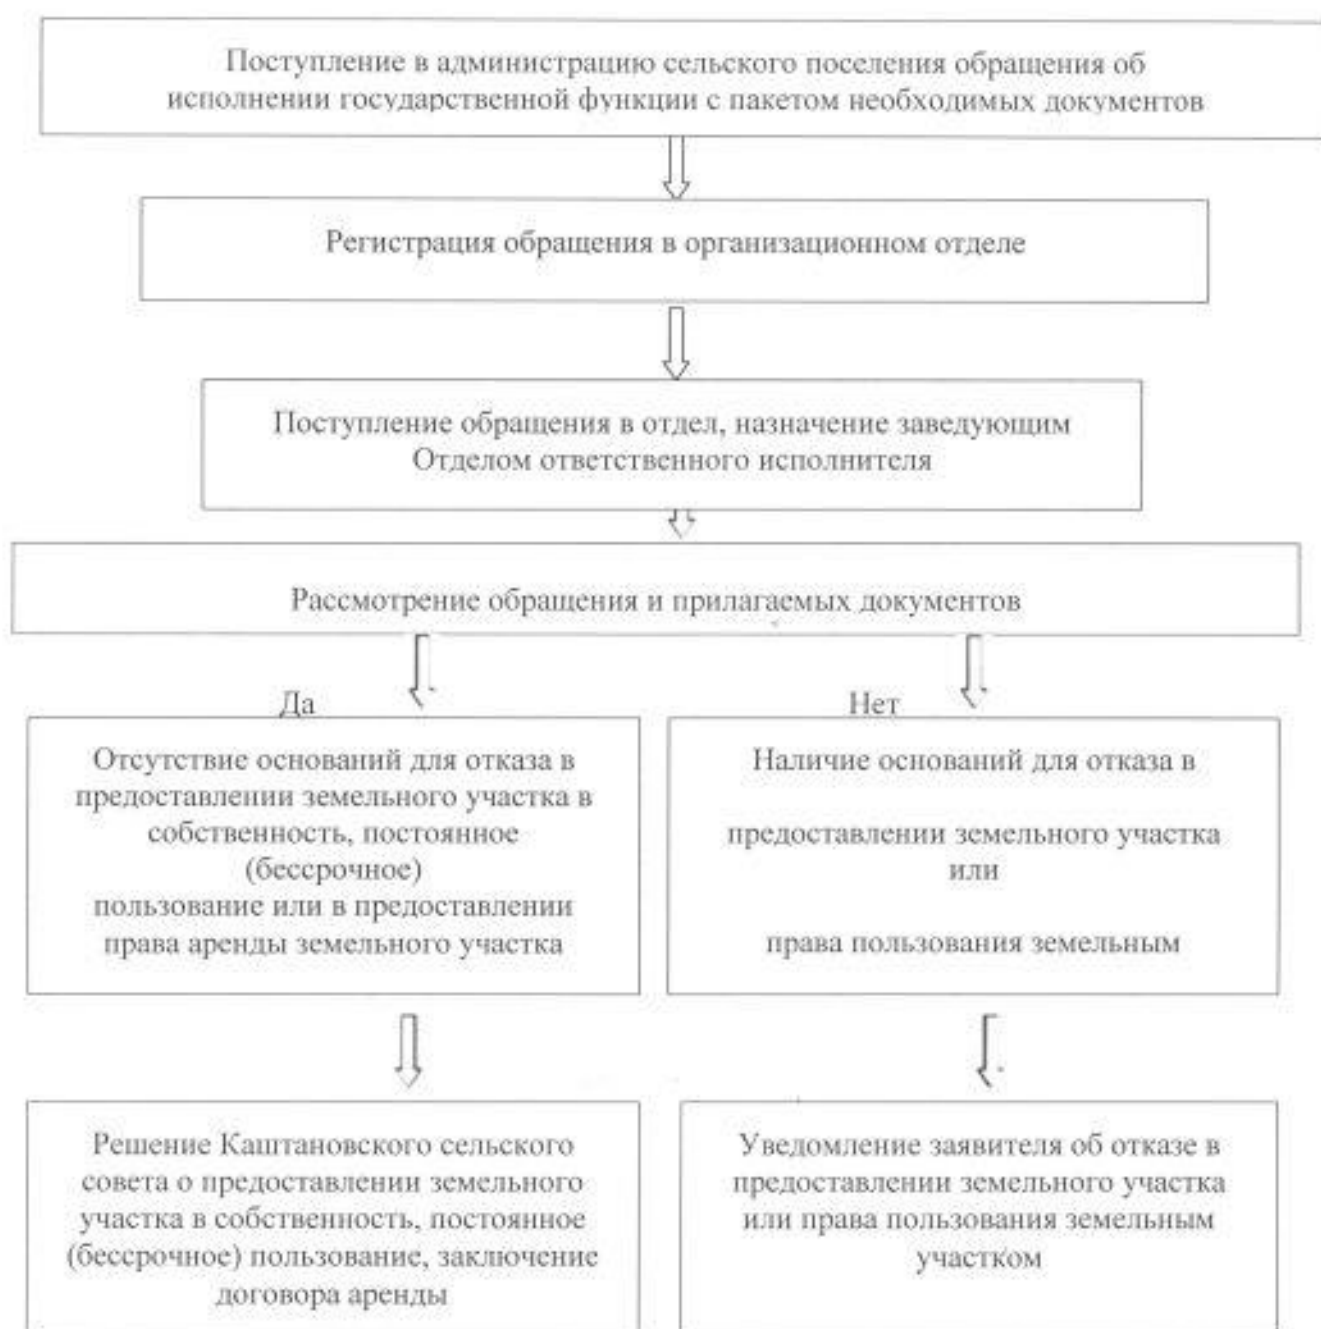 Поступление в администрацию сельского поселения обращения об
исполнении государственной функции с пакетом необходимых документов
Регистрация обращения в организационном отделе
Поступление обращения в отдел, назначение заведующим
Отделом ответственного исполнителя
Рассмотрение обращения и прилагаемых документов
Да
Нет
Отсутствие оснований для отказа в
предоставлении земельного участка в
собственность, постоянное
(бессрочное)
пользование или в предоставлении
права аренды земельного участка
Наличие оснований для отказа в
предоставлении земельного участка
или
права пользования земельным
Решение Каштановского сельского
совета о предоставлении земельного
участка в собственность, постоянное
(бессрочное) пользование, заключение
договора аренды
Уведомление заявителя об отказе в
предоставлении земельного участка
или права пользования земельным
участком